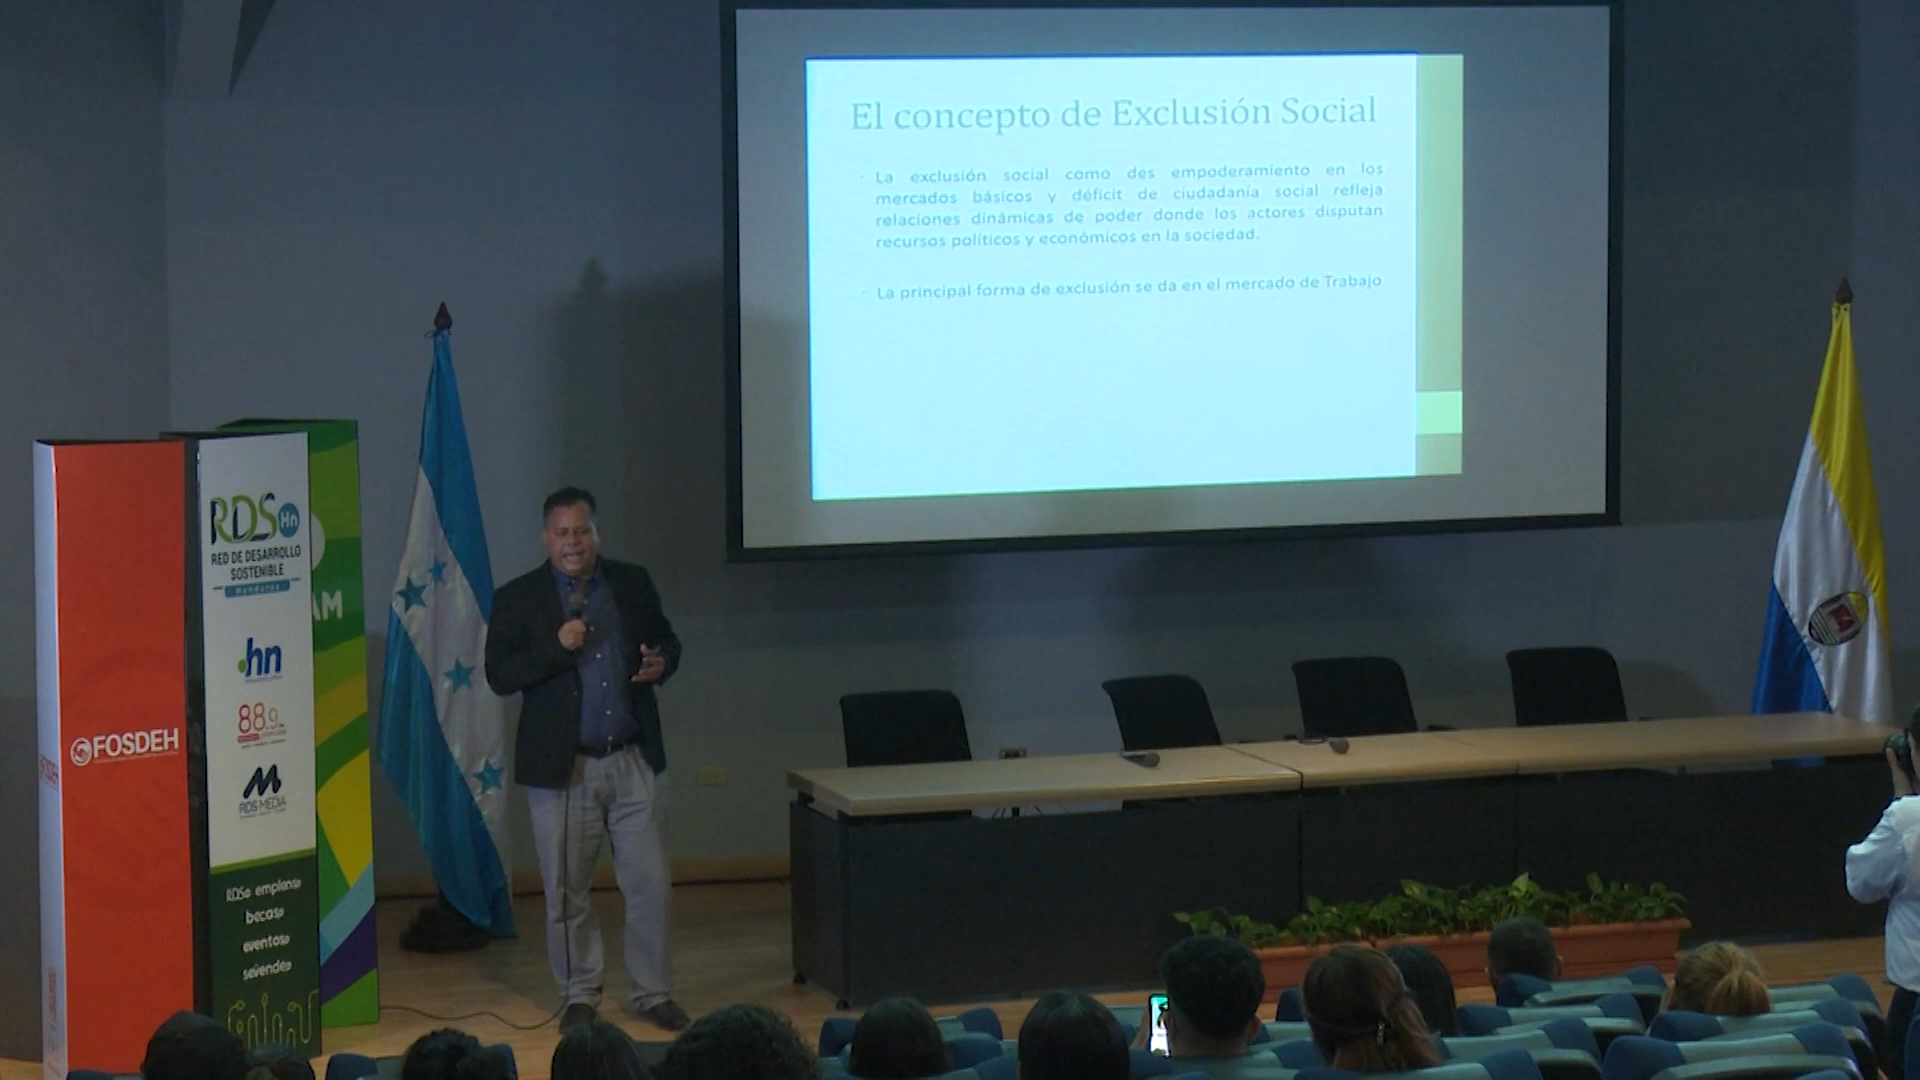 El concepto de Exclusión Social
La exclusión social como des empoderamiento en los
mercados básicos y déficit de ciudadanía social refleja
relaciones dinámicas de poder donde los actores disputan
recursos políticos y económicos en la sociedad.
La principal forma de exclusión se da en el mercado de Trabajo
FOSDEH
RDS Hn
RED DE DESARROLLO
SOSTENIBLE
Honduras
.hn
88.9
RDS MEDIA
RDSe empleos
becas
eventos
sevende
AM